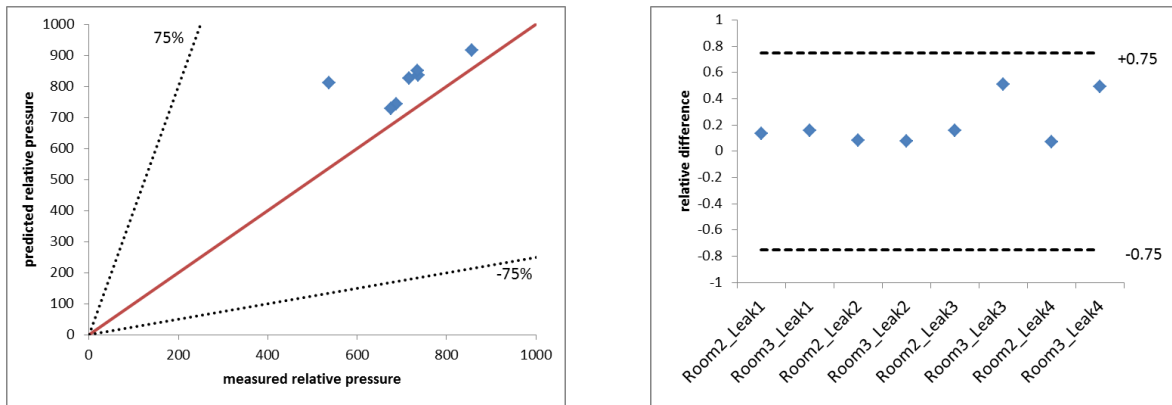 1000
900
800
700
600
500
400
300
200
100
0
predicted relative pressure
75%
-75%
0 200 400 600 800 1000
measured relative pressure
1
0.8
0.6
0.4
0.2
0
-0.2
-0.4
-0.6
-0.8
-1
relative difference
+0.75
-0.75
Room2_Leak1
Room3_Leak1
Room2_Leak2
Room3_Leak2
Room2_Leak3
Room3_Leak3
Room2_Leak4
Room3_Leak4